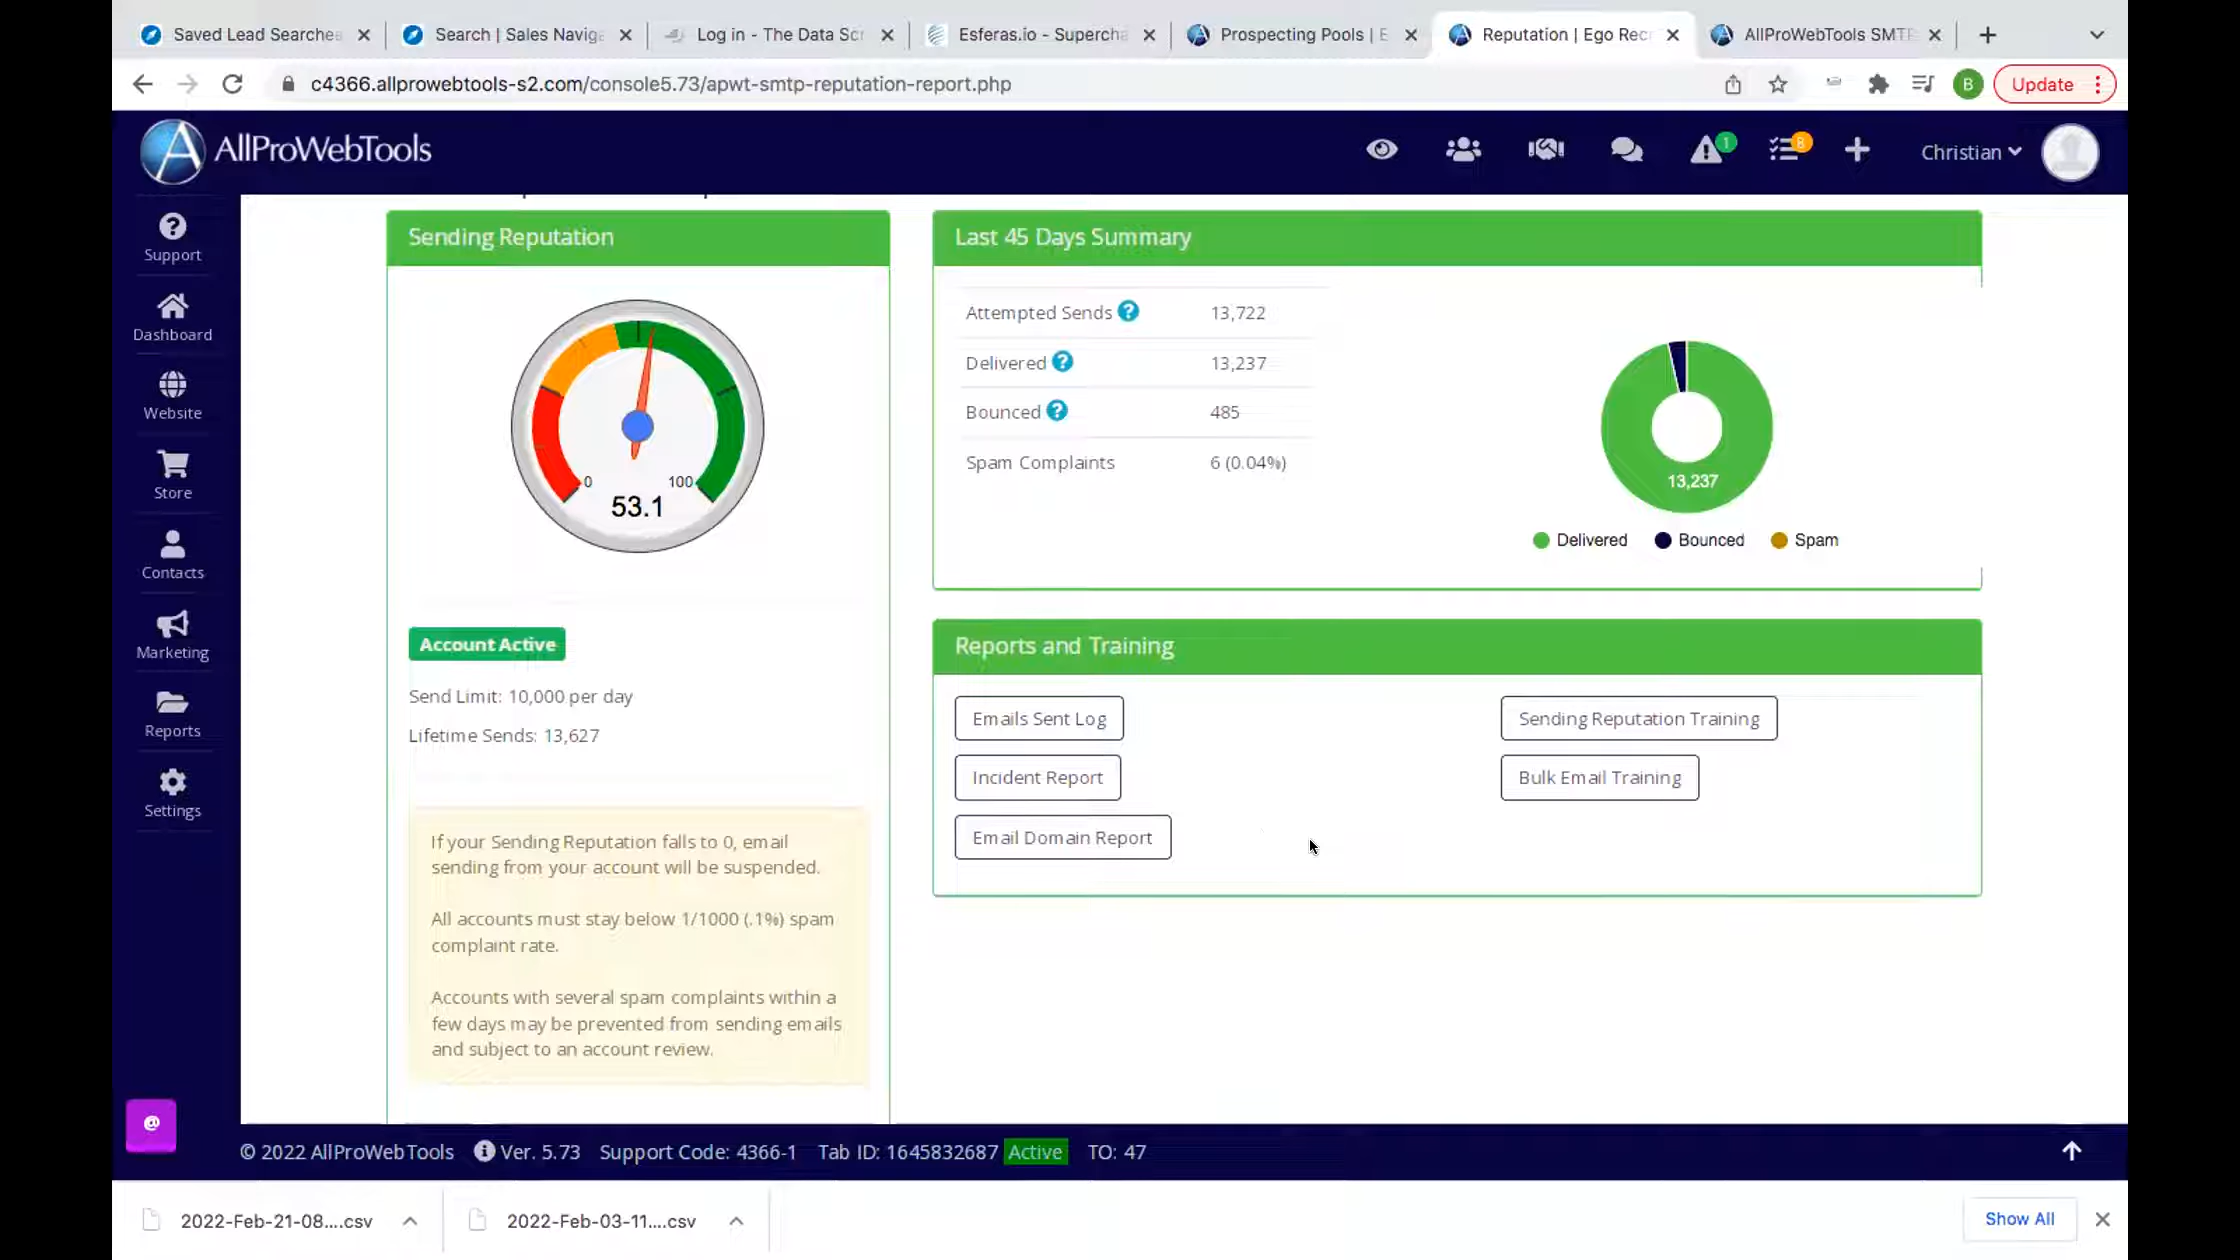 Saved Lead Searche
Search | Sales Naviga
Log in - The Data Scr
Esferas.io - Supercha
Prospecting Pools | E
Reputation | Ego Rec
AllProWebTools SMTP
c4366.allprowebtools-s2.com/console5.73/apwt-smtp-reputation-report.php
B
Update
AllProWebTools
1
8
Christian
Support
Dashboard
Website
Store
Contacts
Marketing
Reports
Settings
@
Sending Reputation
0
100
53.1
Account Active
Send Limit: 10,000 per day
Lifetime Sends: 13,627
If your Sending Reputation falls to 0, email
sending from your account will be suspended.
All accounts must stay below 1/1000 (.1%) spam
complaint rate.
Accounts with several spam complaints within a
few days may be prevented from sending emails
and subject to an account review.
Last 45 Days Summary
Attempted Sends ? 13,722
Delivered ? 13,237
Bounced ? 485
Spam Complaints 6 (0.04%)
13,237
Delivered Bounced Spam
Reports and Training
Emails Sent Log
Incident Report
Email Domain Report
Sending Reputation Training
Bulk Email Training
© 2022 AllProWebTools Ver. 5.73 Support Code: 4366-1 Tab ID: 1645832687 Active TO: 47
2022-Feb-21-08....csv
2022-Feb-03-11....csv
Show All